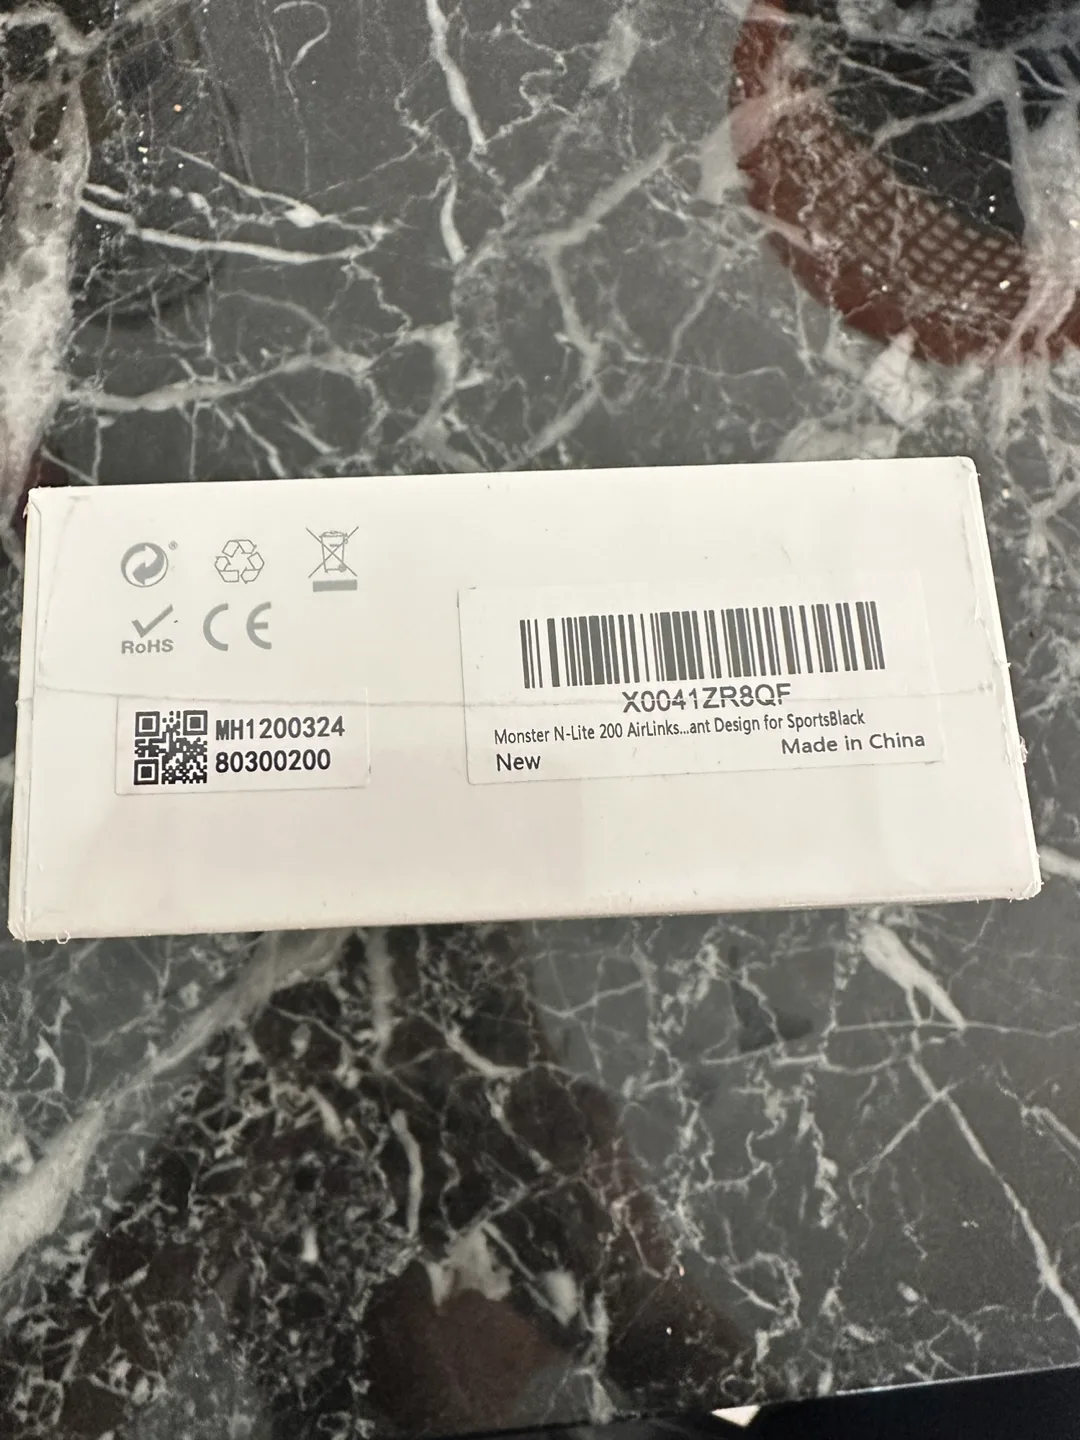 ®
RoHS CE
MH1200324
80300200
X0041ZR8QF
Monster N-Lite 200 AirLinks...ant Design for SportsBlack
New
Made in China